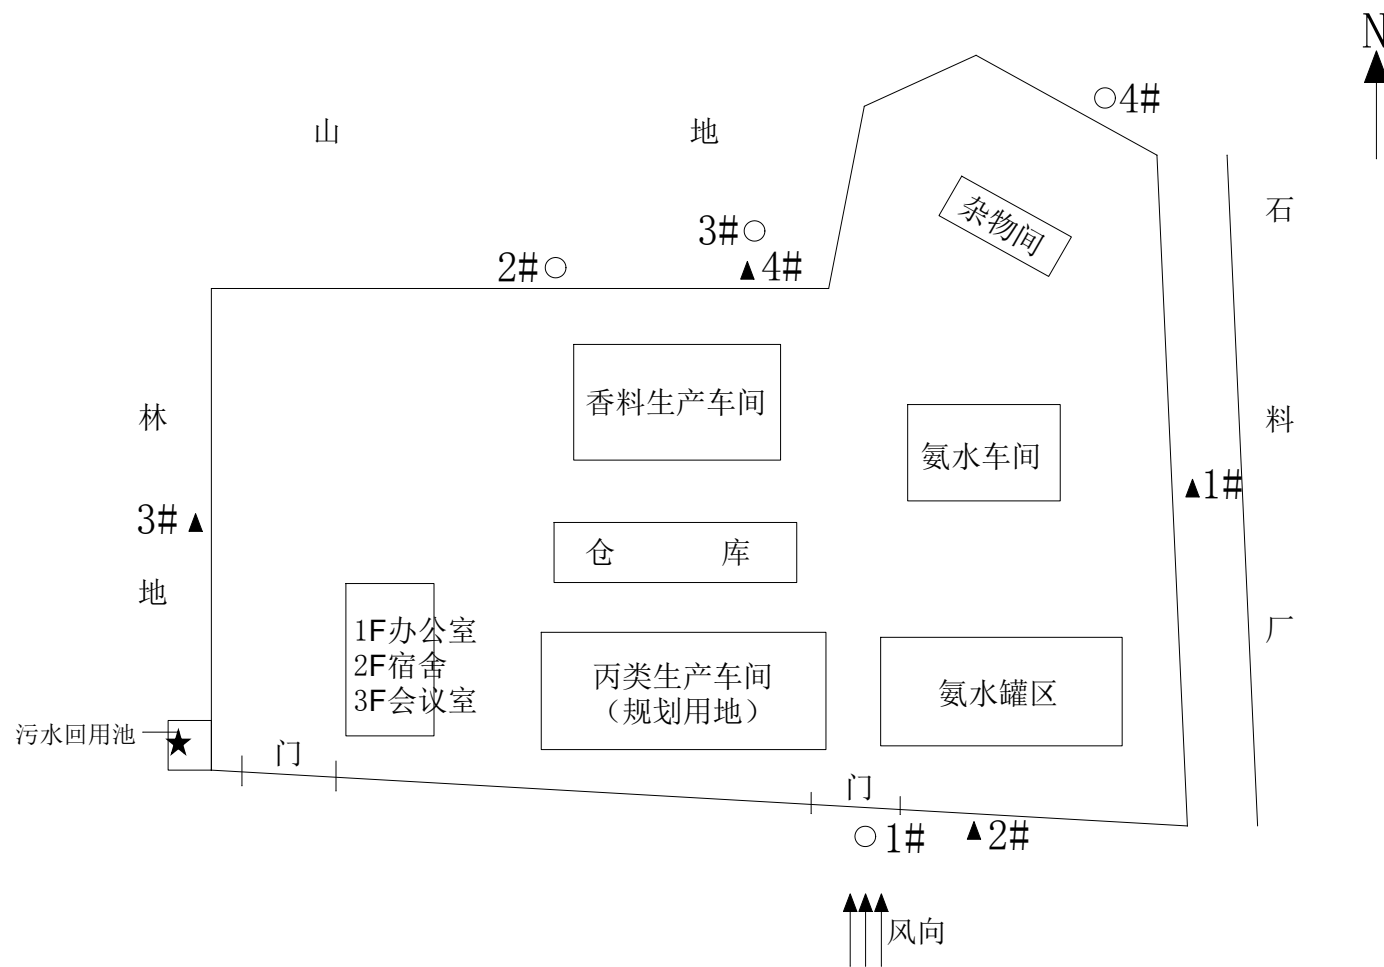 N
○4#
山 地
石
杂物间
3#○
2#○ ▲4#
香料生产车间
林
料
氨水车间
▲1#
3#▲
仓 库
地
1F办公室
2F宿舍
3F会议室
丙类生产车间
（规划用地）
氨水罐区
厂
污水回用池
★
门
门
○1# ▲2#
风向